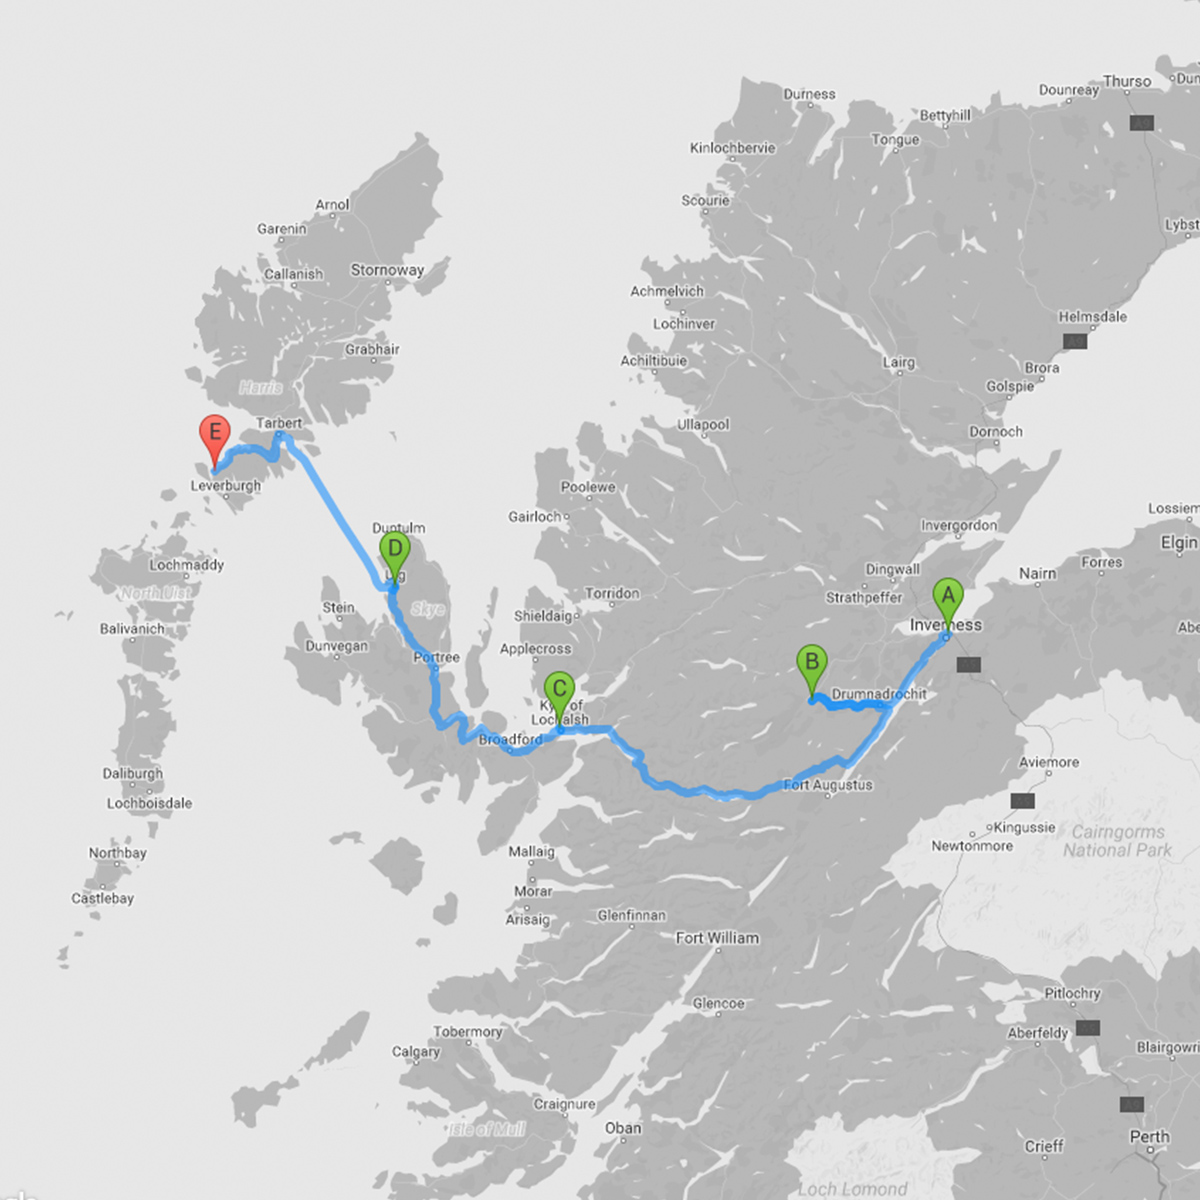 Thurso
Dun
Durness
Dounreay
Bettyhill
Tongue
Kinlochbervie
Scourie
Arnol
Garenin
Lybst
Callanish
Stornoway
Achmelvich
Lochinver
Helmsdale
Grabhair
Achiltibuie
Lairg
Brora
Golspie
Harris
Tarbert
Ullapool
Dornoch
E
Leverburgh
Poolewe
Gairloch
Lossiem
Duntulm
Invergordon
D
Uig
Elgin
Lochmaddy
North Uist
Dingwall
Forres
Nairn
Strathpeffer
A
Torridon
Stein
Skye
Shieldaig
Inverness
Balivanich
Abe
Dunvegan
Applecross
Portree
B
C
Drumnadrochit
Kyle of
Lochalsh
Broadford
Aviemore
Daliburgh
Fort Augustus
Lochboisdale
Kingussie
Cairngorms
National Park
Newtonmore
Northbay
Mallaig
Castlebay
Morar
Arisaig
Glenfinnan
Fort William
Pitlochry
Glencoe
Tobermory
Aberfeldy
Calgary
Blairgowri
Craignure
Isle of Mull
Oban
Perth
Crieff
Loch Lomond